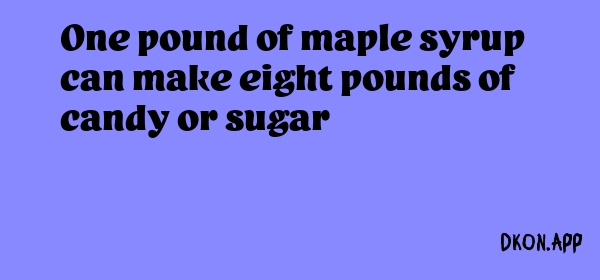 One pound of maple syrup
can make eight pounds of
candy or sugar
DKON.APP